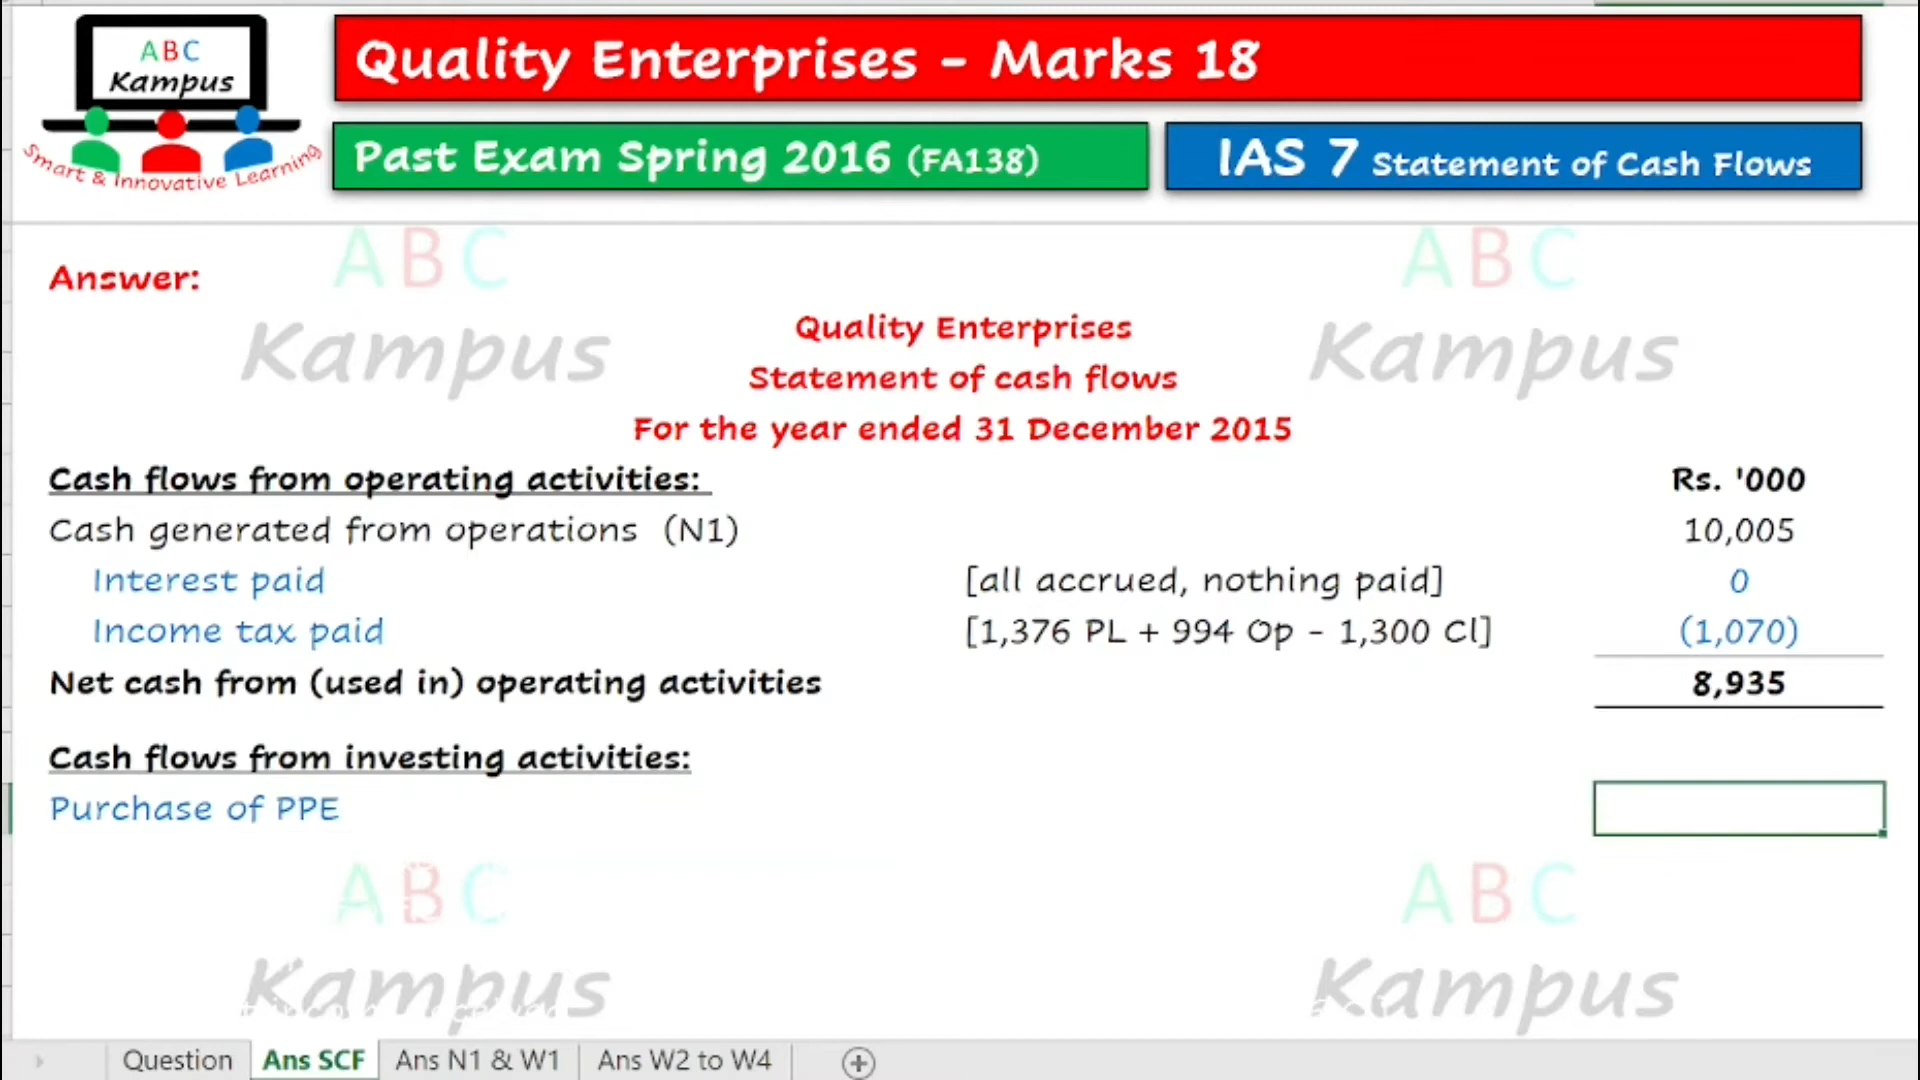 ABC
Kampus
Smart & Innovative Learning
Quality Enterprises - Marks 18
Past Exam Spring 2016 (FA138)
IAS 7 Statement of Cash Flows
ABC
Kampus
ABC
Kampus
Answer:
Quality Enterprises
Statement of cash flows
For the year ended 31 December 2015
Cash flows from operating activities: Rs. '000
Cash generated from operations (N1) 10,005
Interest paid [all accrued, nothing paid] 0
Income tax paid [1,376 PL + 994 Op - 1,300 Cl] (1,070)
Net cash from (used in) operating activities 8,935
Cash flows from investing activities:
Purchase of PPE
ABC
Kampus
ABC
Kampus
Question Ans SCF Ans N1 & W1 Ans W2 to W4